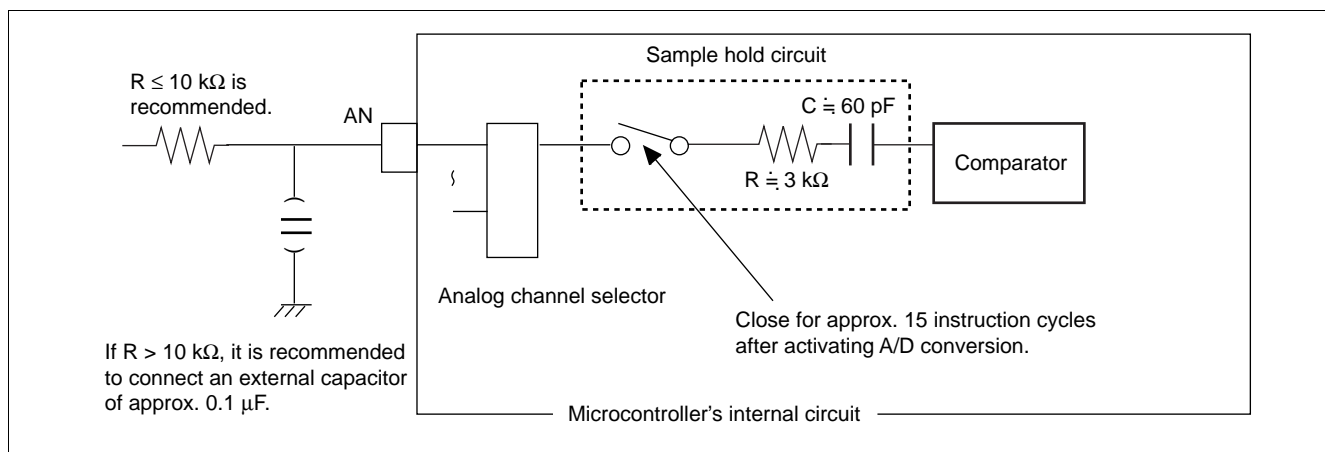 Sample hold circuit
R ≤ 10 kΩ is
recommended.
AN
C ≒ 60 pF
R ≒ 3 kΩ
Comparator
Analog channel selector
Close for approx. 15 instruction cycles
after activating A/D conversion.
If R > 10 kΩ, it is recommended
to connect an external capacitor
of approx. 0.1 μF.
Microcontroller's internal circuit